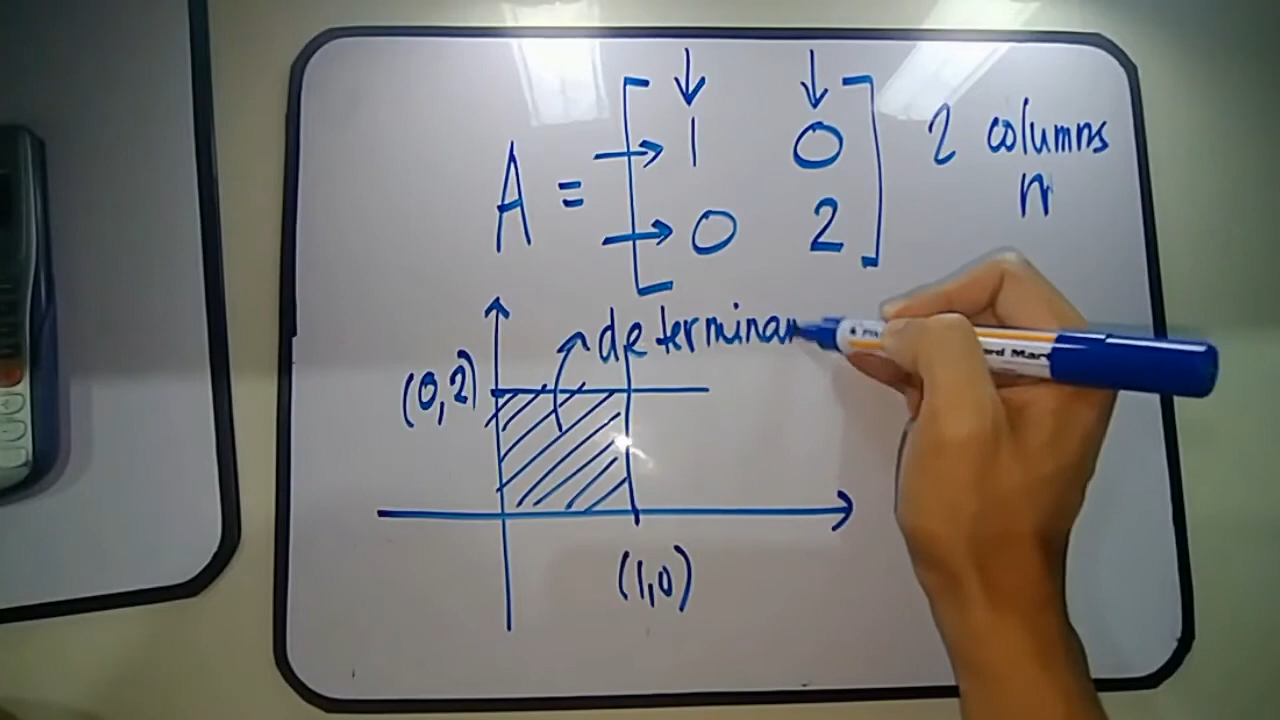 A = [ 1 0
0 2 ]
2 columns
n
determinan
(0,2)
(1,0)